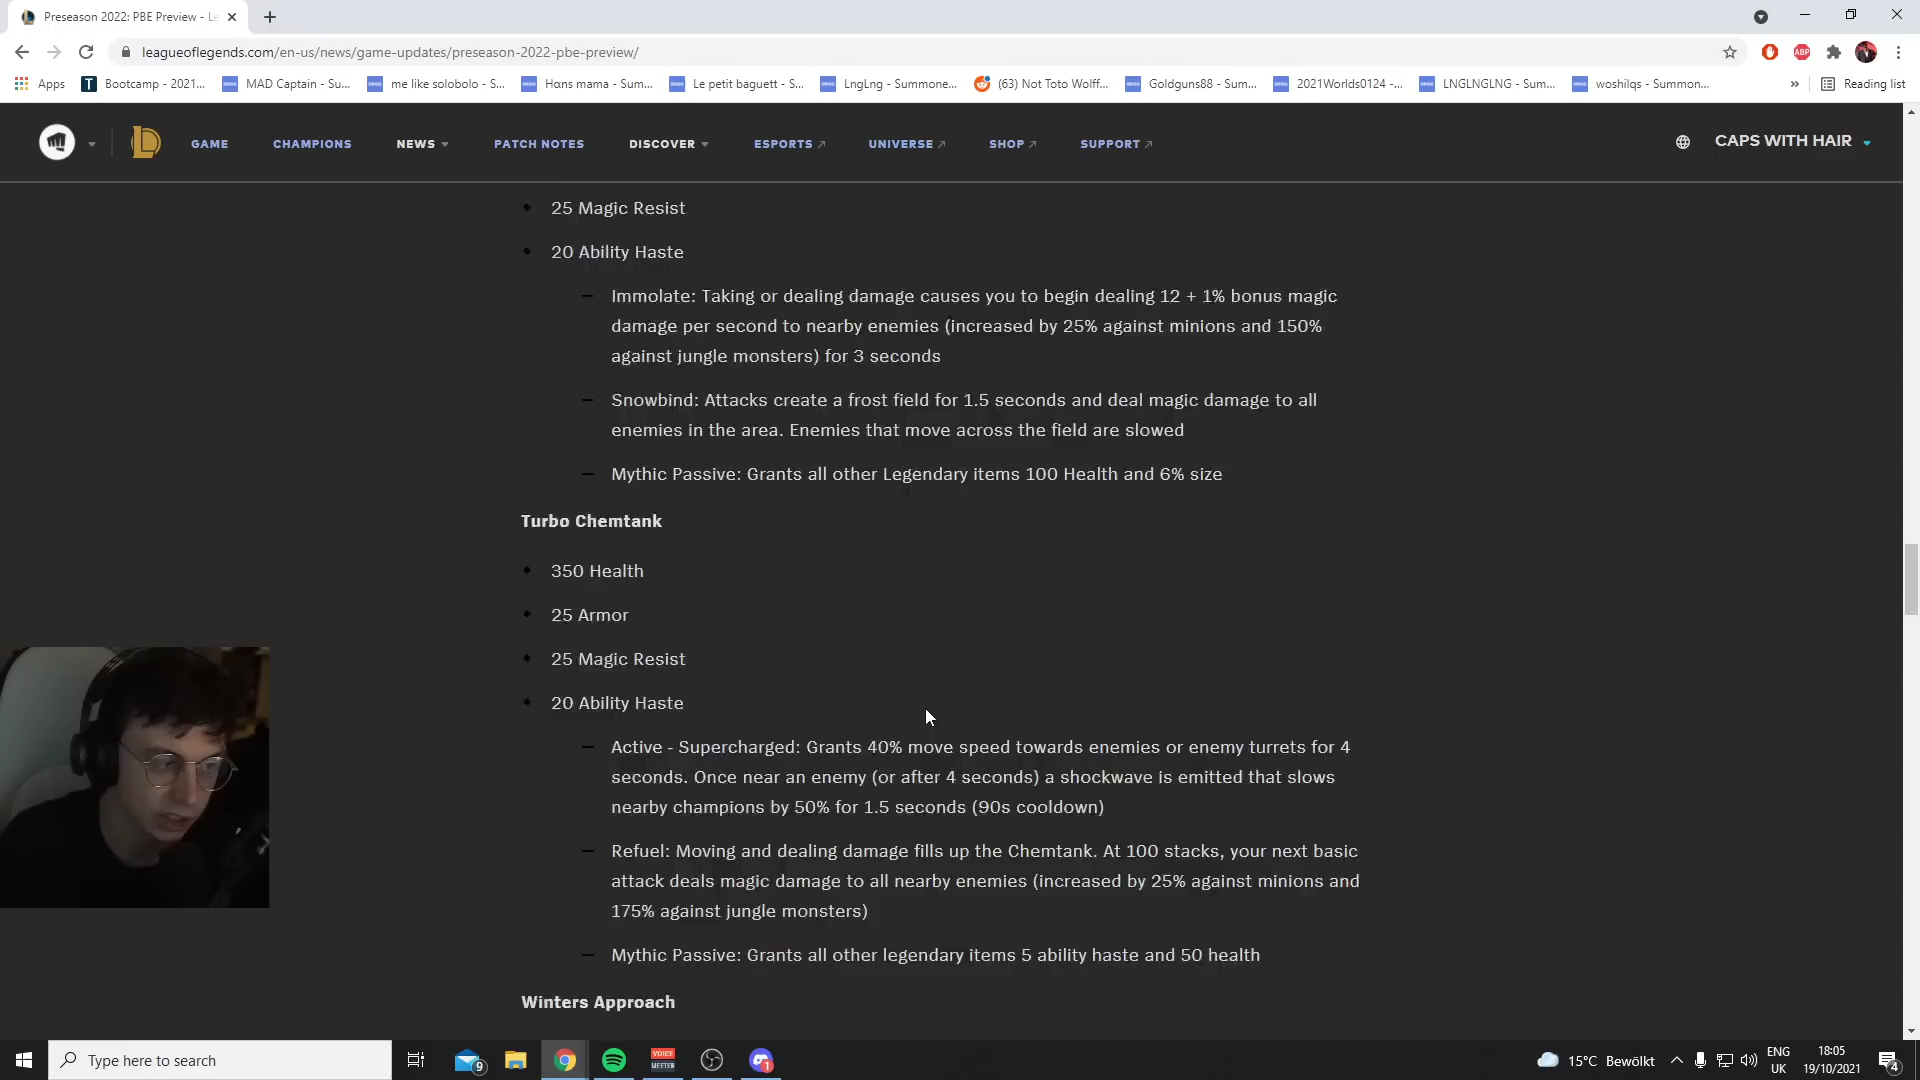 Preseason 2022: PBE Preview - Le
leagueoflegends.com/en-us/news/game-updates/preseason-2022-pbe-preview/
ABP
Apps
T
Bootcamp - 2021...
MAD Captain - Su...
me like solobolo - S...
Høns mama - Sum...
Le petit baguett - S...
LngLng - Summone...
(63) Not Toto Wolff...
Goldguns88 - Sum...
2021Worlds0124 -...
LNGLNGLNG - Sum...
woshilqs - Summon...
»
Reading list
GAME
CHAMPIONS
NEWS
PATCH NOTES
DISCOVER
ESPORTS
UNIVERSE
SHOP
SUPPORT
CAPS WITH HAIR
25 Magic Resist
20 Ability Haste
Immolate: Taking or dealing damage causes you to begin dealing 12 + 1% bonus magic
damage per second to nearby enemies (increased by 25% against minions and 150%
against jungle monsters) for 3 seconds
Snowbind: Attacks create a frost field for 1.5 seconds and deal magic damage to all
enemies in the area. Enemies that move across the field are slowed
Mythic Passive: Grants all other Legendary items 100 Health and 6% size
Turbo Chemtank
350 Health
25 Armor
25 Magic Resist
20 Ability Haste
Active - Supercharged: Grants 40% move speed towards enemies or enemy turrets for 4
seconds. Once near an enemy (or after 4 seconds) a shockwave is emitted that slows
nearby champions by 50% for 1.5 seconds (90s cooldown)
Refuel: Moving and dealing damage fills up the Chemtank. At 100 stacks, your next basic
attack deals magic damage to all nearby enemies (increased by 25% against minions and
175% against jungle monsters)
Mythic Passive: Grants all other legendary items 5 ability haste and 50 health
Winters Approach
Type here to search
9
VOICE
MEETER
1
15°C Bewölkt
ENG
UK
18:05
19/10/2021
4